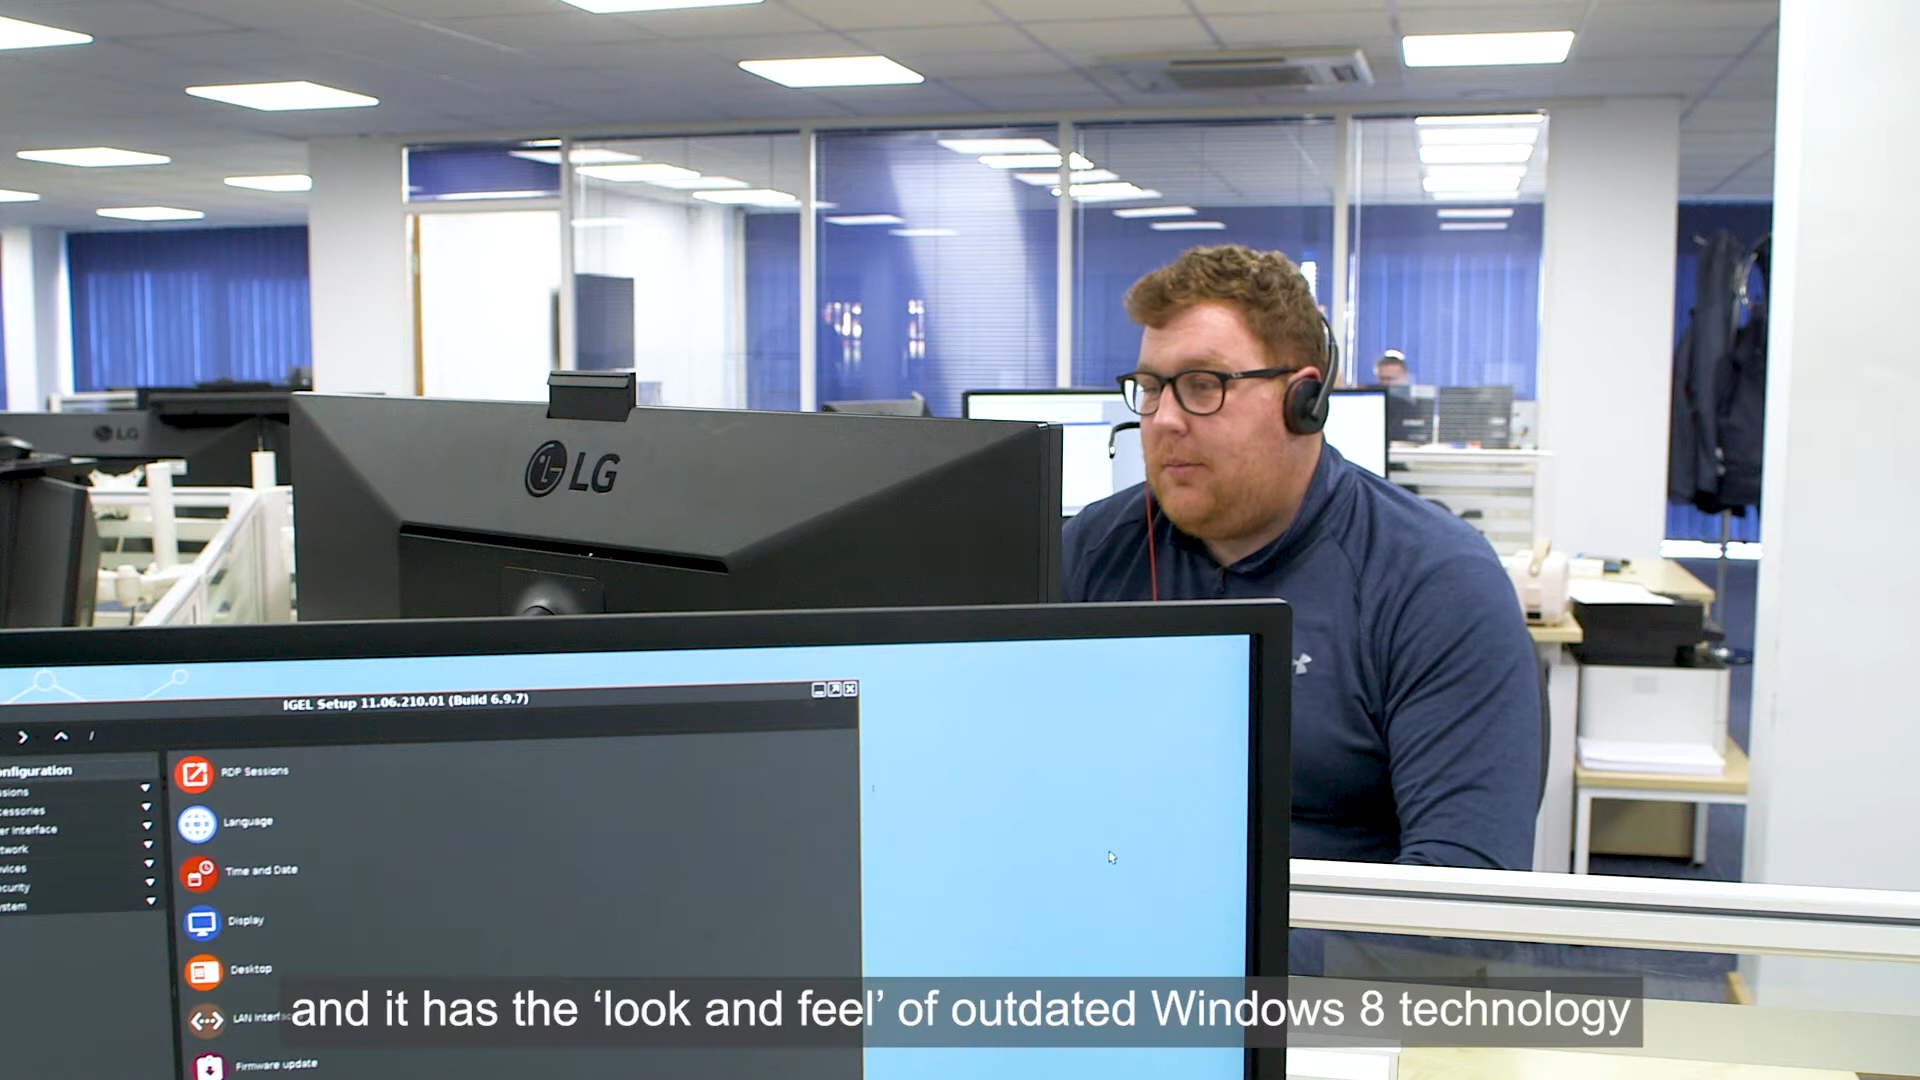 LG
LG
IGEL Setup 11.06.210.01 (Build 6.9.7)
/
RDP Sessions
Language
Time and Date
Display
Desktop
LAN
Firmware update
and it has the ‘look and feel’ of outdated Windows 8 technology